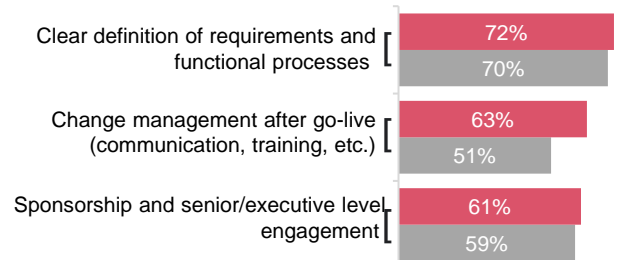 Clear definition of requirements and
functional processes
72%
70%
Change management after go-live
(communication, training, etc.)
63%
51%
Sponsorship and senior/executive level
engagement
61%
59%